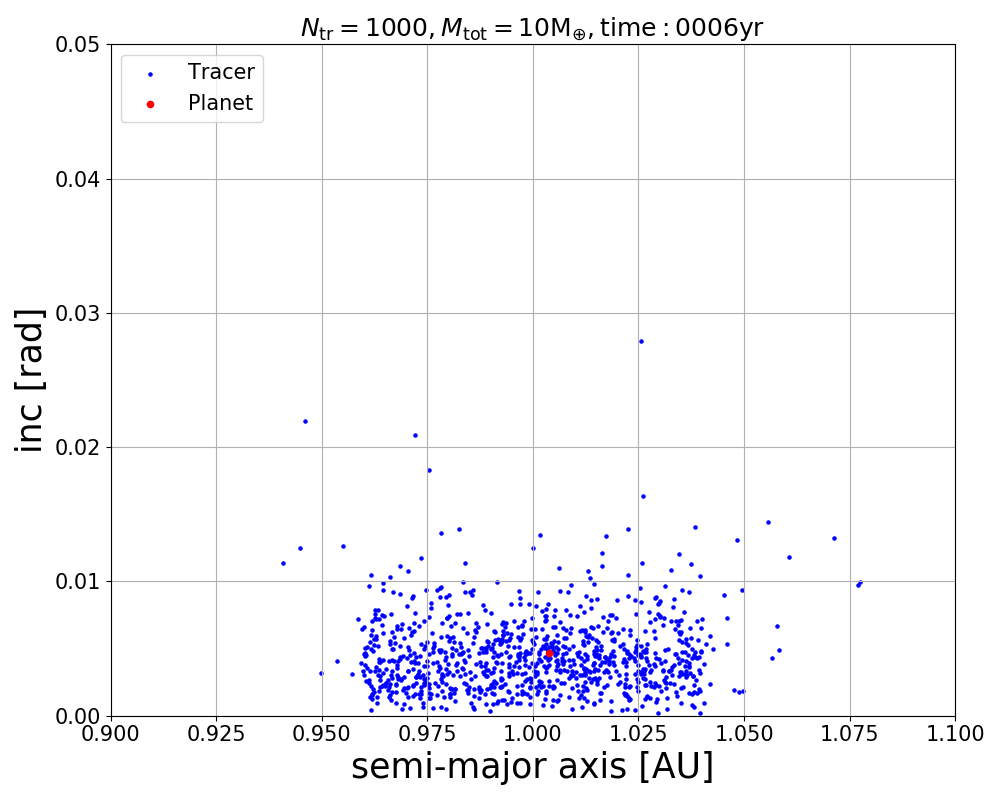 N_tr = 1000, M_tot = 10M_⊕, time : 0006yr
Tracer
Planet
0.05
0.04
0.03
0.02
0.01
0.00
inc [rad]
0.900 0.925 0.950 0.975 1.000 1.025 1.050 1.075 1.100
semi-major axis [AU]